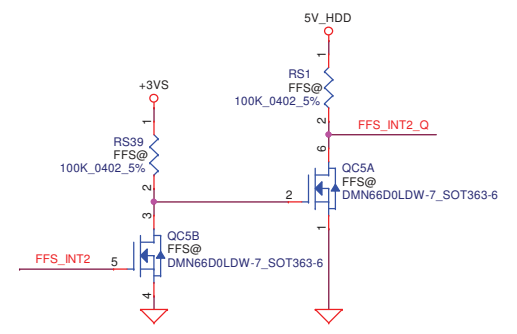 5V_HDD
1
RS1
FFS@
100K_0402_5%
2
FFS_INT2_Q
+3VS
1
RS39
FFS@
100K_0402_5%
2
6
QC5A
FFS@
DMN66D0LDW-7_SOT363-6
2
1
3
QC5B
FFS@
DMN66D0LDW-7_SOT363-6
FFS_INT2
5
4